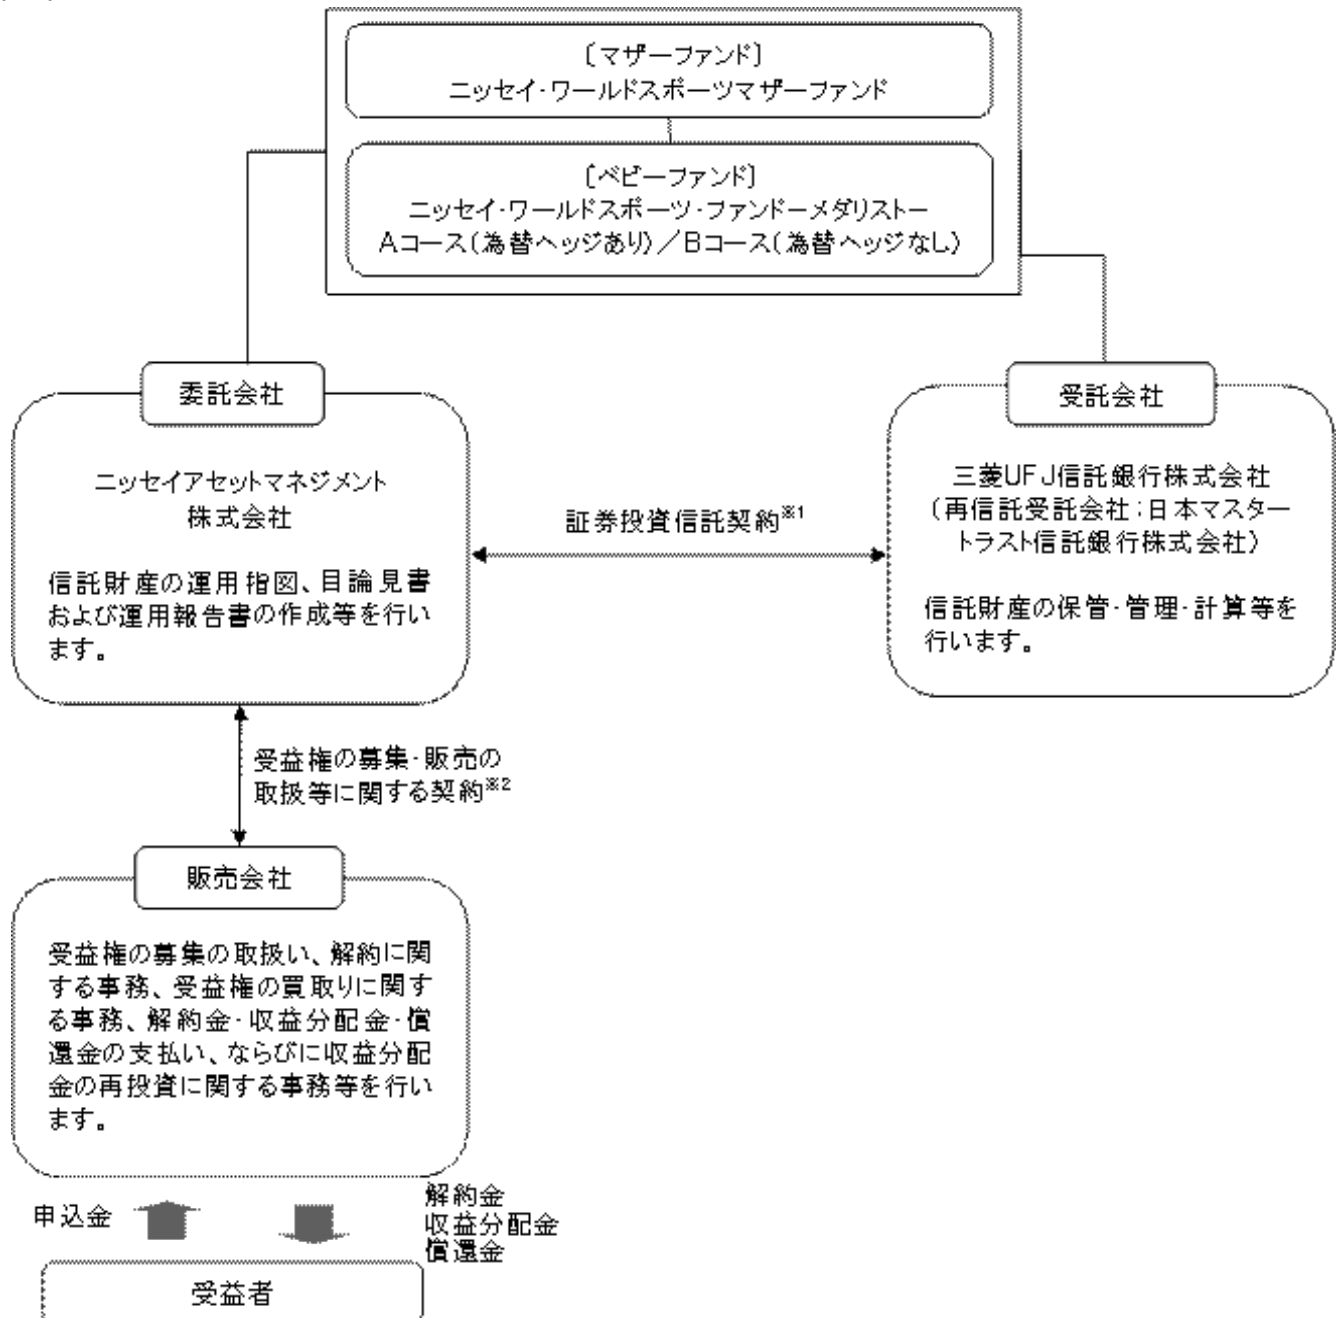 〔マザーファンド〕
ニッセイ・ワールドスポーツマザーファンド
〔ベビーファンド〕
ニッセイ・ワールドスポーツ・ファンドーメダリストー
Aコース(為替ヘッジあり)／Bコース(為替ヘッジなし)
委託会社
ニッセイアセットマネジメント
株式会社
信託財産の運用指図、目論見書
および運用報告書の作成等を行い
ます。
証券投資信託契約※1
受託会社
三菱UFJ信託銀行株式会社
(再信託受託会社:日本マスター
トラスト信託銀行株式会社)
信託財産の保管・管理・計算等を
行います。
受益権の募集・販売の
取扱等に関する契約※2
販売会社
受益権の募集の取扱い、解約に関
する事務、受益権の買取りに関す
る事務、解約金・収益分配金・償
還金の支払い、ならびに収益分配
金の再投資に関する事務等を行い
ます。
申込金
解約金
収益分配金
償還金
受益者